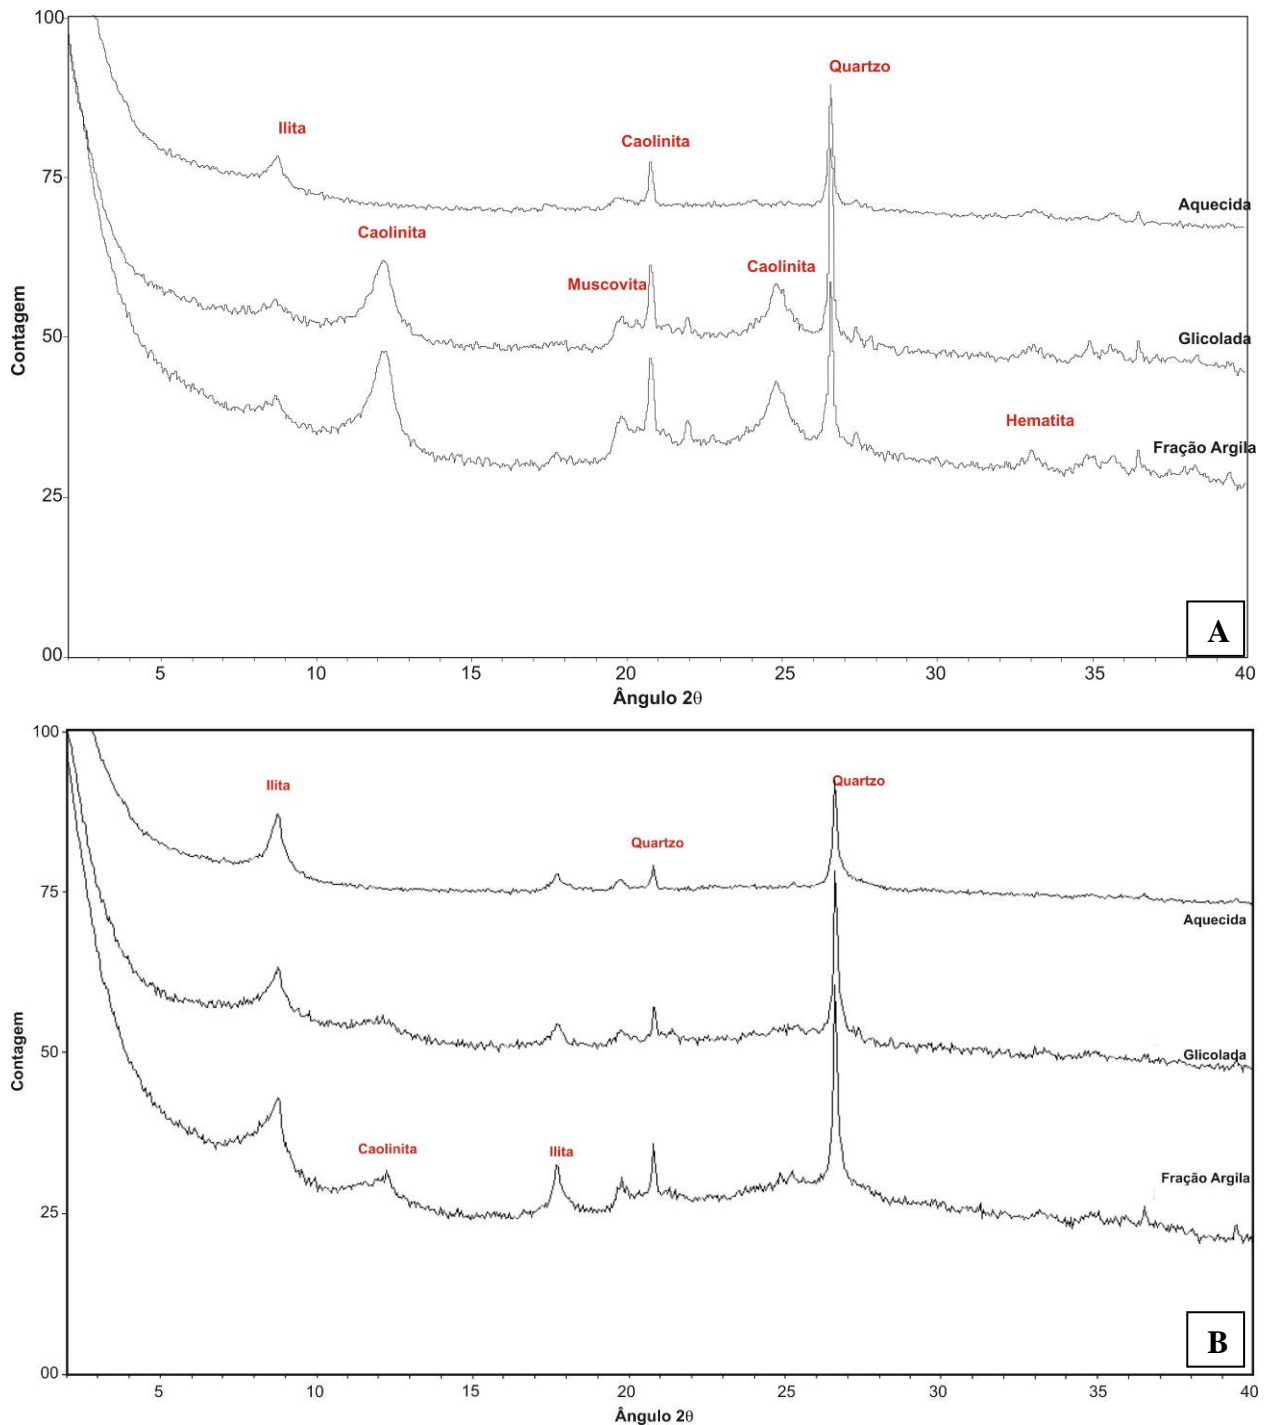 100
Quartzo
Ilita
Caolinita
75
Aquecida
Caolinita
Caolinita
Muscovita
50
Glicolada
Contagem
Hematita
Fração Argila
25
A
00
5 10 15 20 25 30 35 40
Ângulo 2θ
100
Ilita
Quartzo
Quartzo
75
Aquecida
50
Glicolada
Contagem
Caolinita
Ilita
Fração Argila
25
B
00
5 10 15 20 25 30 35 40
Ângulo 2θ